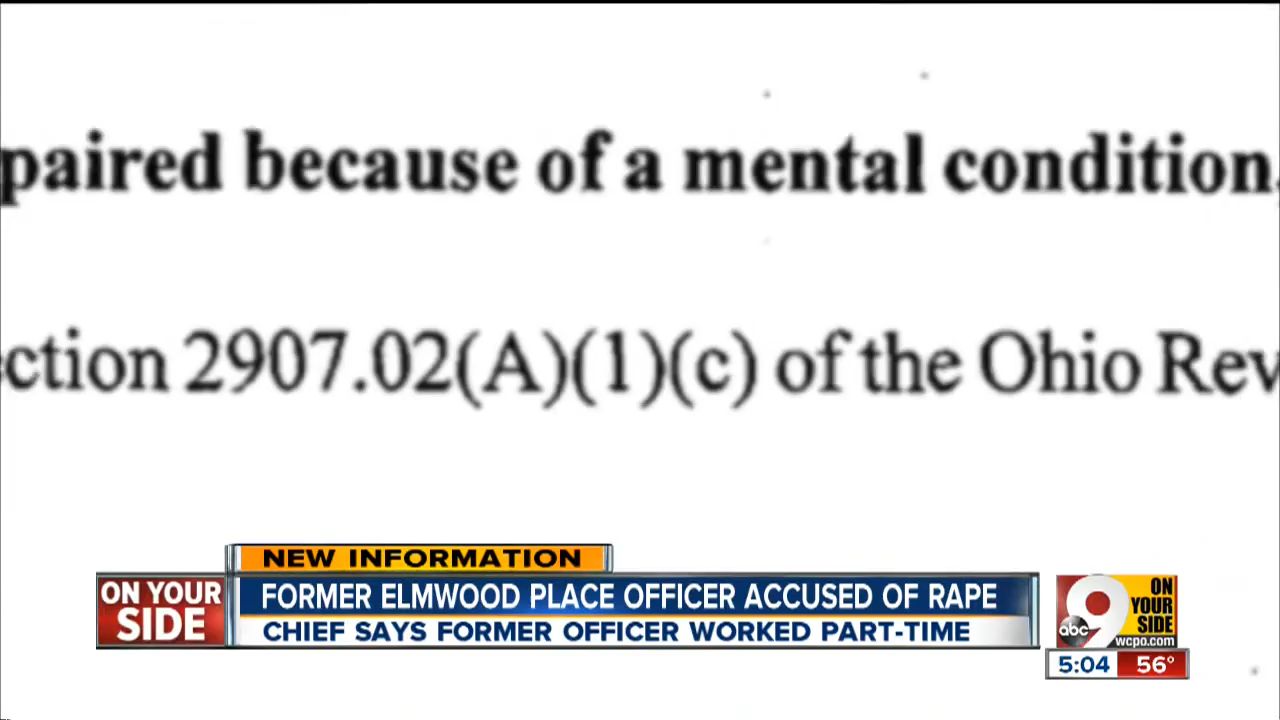 paired because of a mental condition,
ction 2907.02(A)(1)(c) of the Ohio Rev
NEW INFORMATION
ON YOUR
SIDE
FORMER ELMWOOD PLACE OFFICER ACCUSED OF RAPE
CHIEF SAYS FORMER OFFICER WORKED PART-TIME
abc 9
ON
YOUR
SIDE
wcpo.com
5:04 56°